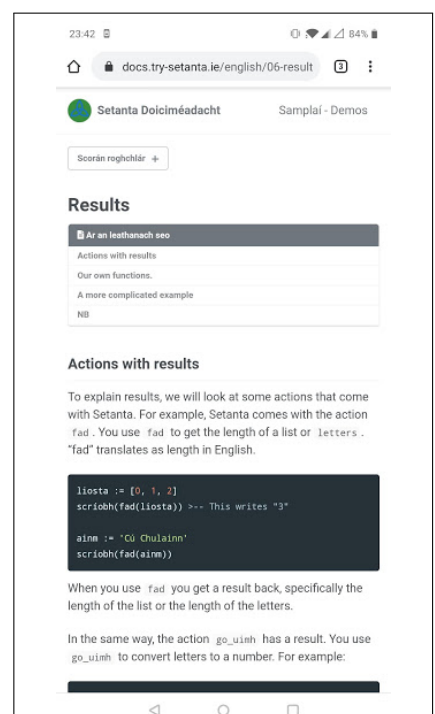 23:42
84%
docs.try-setanta.ie/english/06-result
3
Setanta Doiciméadacht
Samplaí - Demos
Scorán roghchlár +
Results
Ar an leathanach seo
Actions with results
Our own functions.
A more complicated example
NB
Actions with results
To explain results, we will look at some actions that come
with Setanta. For example, Setanta comes with the action
fad . You use fad to get the length of a list or letters .
"fad" translates as length in English.
liosta := [0, 1, 2]
scríobh(fad(liosta)) >-- This writes "3"
ainm := 'Cú Chulainn'
scríobh(fad(ainm))
When you use fad you get a result back, specifically the
length of the list or the length of the letters.
In the same way, the action go_uimh has a result. You use
go_uimh to convert letters to a number. For example: